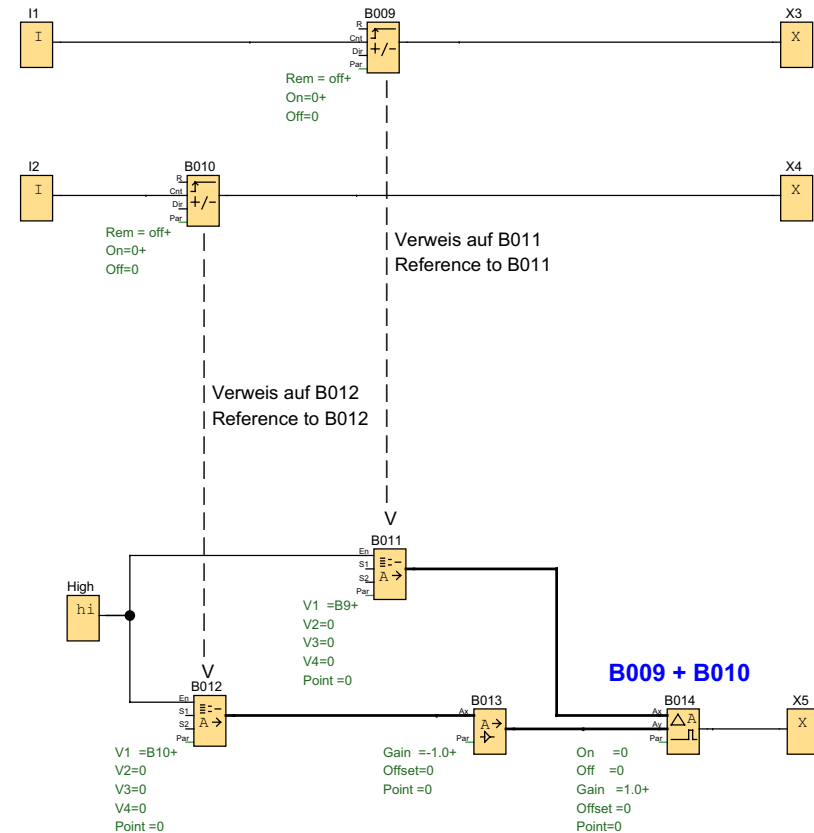 I1
B009
X3
I
R
Cnt
Dir
Par
+/-
X
Rem = off+
On=0+
Off=0
I2
B010
X4
I
R
Cnt
Dir
Par
+/-
X
Rem = off+
On=0+
Off=0
Verweis auf B011
Reference to B011
Verweis auf B012
Reference to B012
V
B011
En
S1
S2
Par
A→
High
hi
V1 =B9+
V2=0
V3=0
V4=0
Point =0
V
B012
En
S1
S2
Par
A→
V1 =B10+
V2=0
V3=0
V4=0
Point =0
B013
Ax
Par
A→
Gain =-1.0+
Offset=0
Point =0
B009 + B010
B014
Ax
Ay
Par
△A
On =0
Off =0
Gain =1.0+
Offset =0
Point=0
X5
X